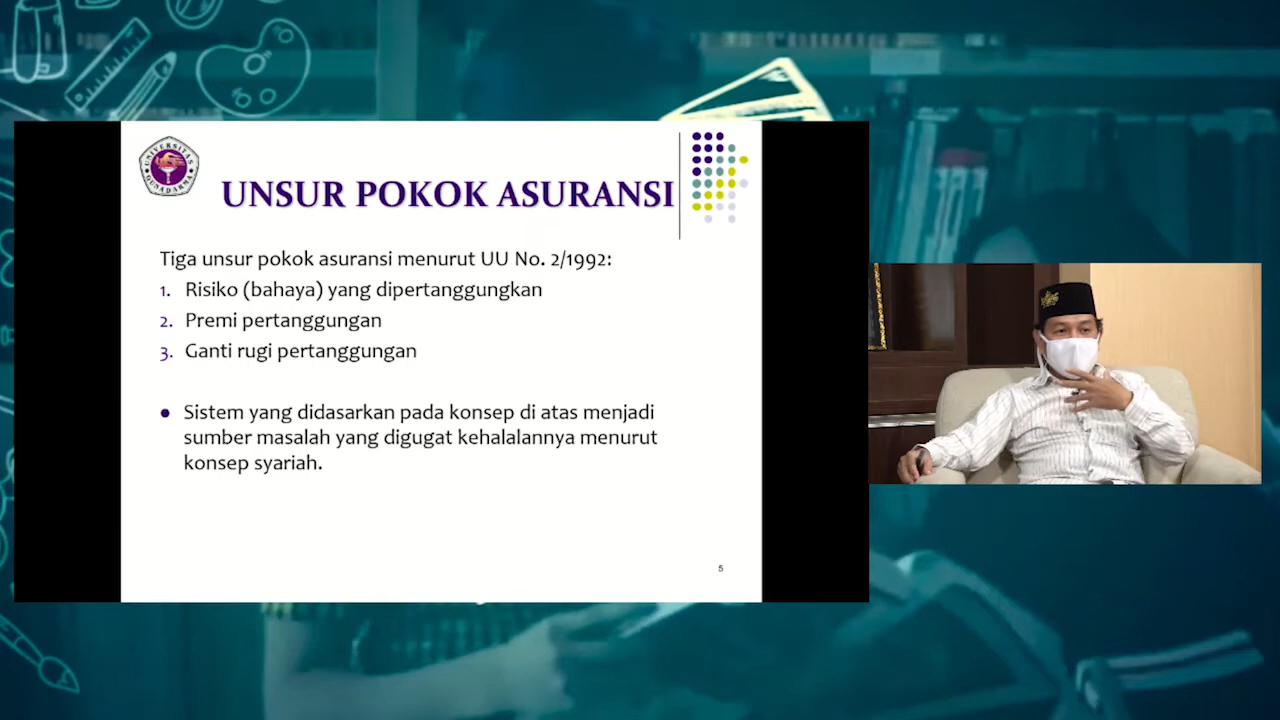 UNIVERSITAS
GUNADARMA
UNSUR POKOK ASURANSI
Tiga unsur pokok asuransi menurut UU No. 2/1992:
1. Risiko (bahaya) yang dipertanggungkan
2. Premi pertanggungan
3. Ganti rugi pertanggungan
● Sistem yang didasarkan pada konsep di atas menjadi
sumber masalah yang digugat kehalalannya menurut
konsep syariah.
5